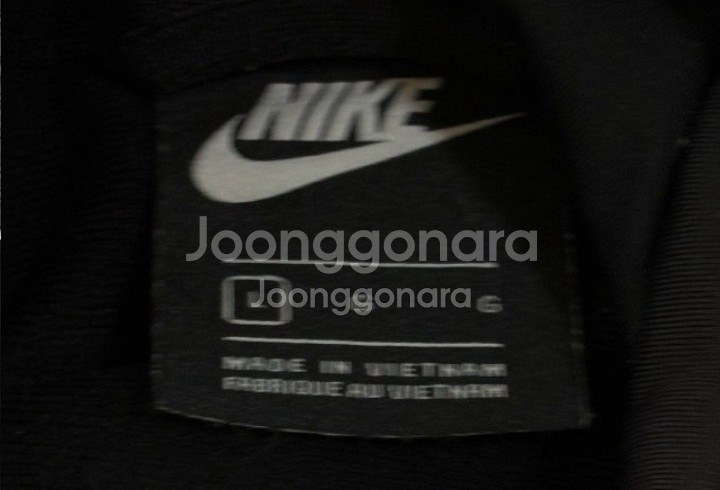 NIKE
Joonggonara
Joonggonara
G
MADE IN VIETNAM
FABRIQUE AU VIETNAM